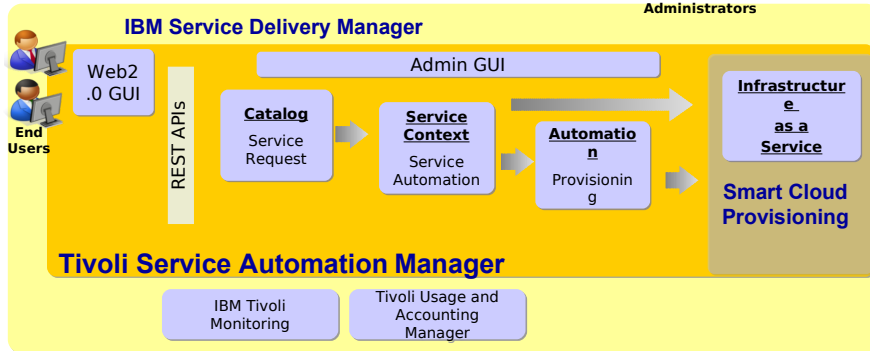 Administrators
IBM Service Delivery Manager
Web2
.0 GUI
End
Users
REST APIs
Admin GUI
Catalog
Service
Request
Service
Context
Service
Automation
Automatio
n
Provisionin
g
Infrastructur
e
as a
Service
Smart Cloud
Provisioning
Tivoli Service Automation Manager
IBM Tivoli
Monitoring
Tivoli Usage and
Accounting
Manager